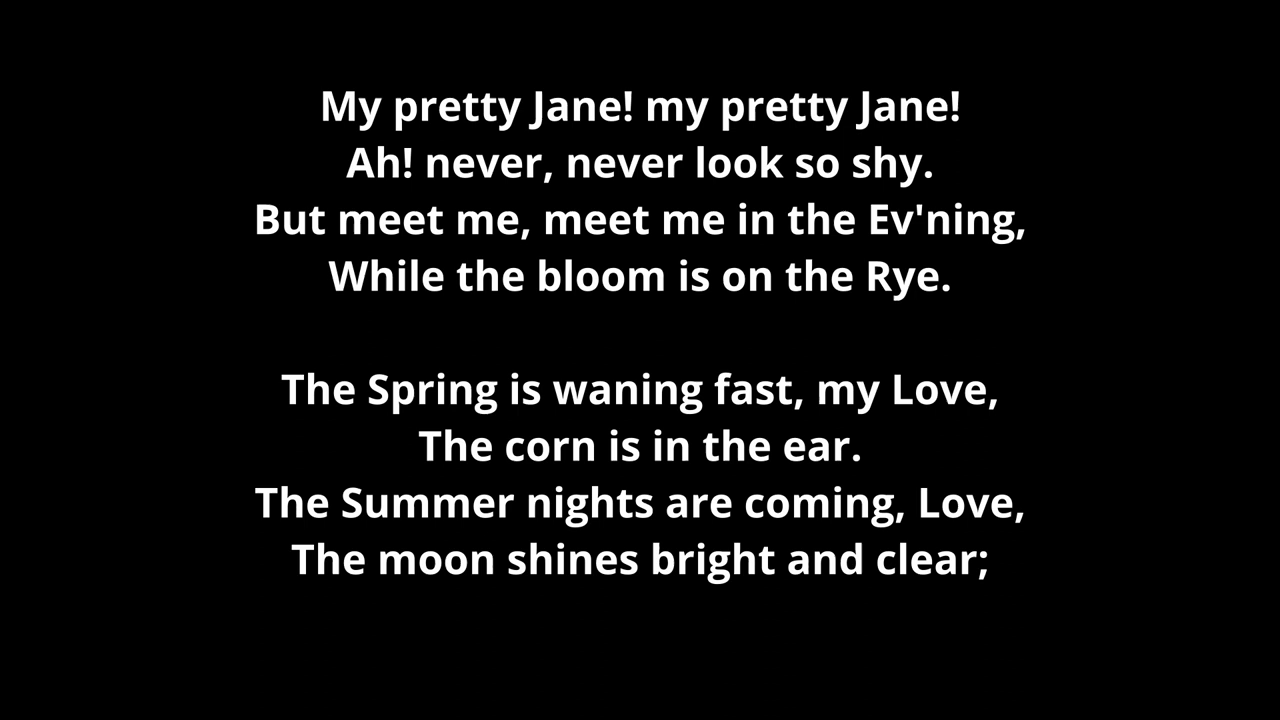 My pretty Jane! my pretty Jane!
Ah! never, never look so shy.
But meet me, meet me in the Ev'ning,
While the bloom is on the Rye.
The Spring is waning fast, my Love,
The corn is in the ear.
The Summer nights are coming, Love,
The moon shines bright and clear;